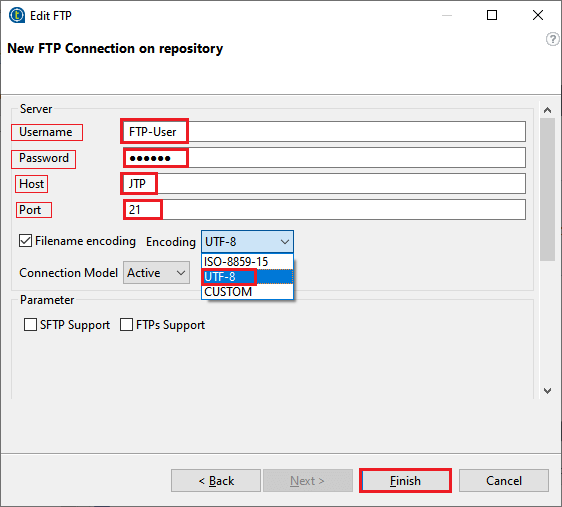 Edit FTP
New FTP Connection on repository
?
Server
Username FTP-User
Password ●●●●●●
Host JTP
Port 21
Filename encoding Encoding UTF-8
ISO-8859-15
Connection Model Active UTF-8
CUSTOM
Parameter
SFTP Support FTPs Support
< Back Next > Finish Cancel